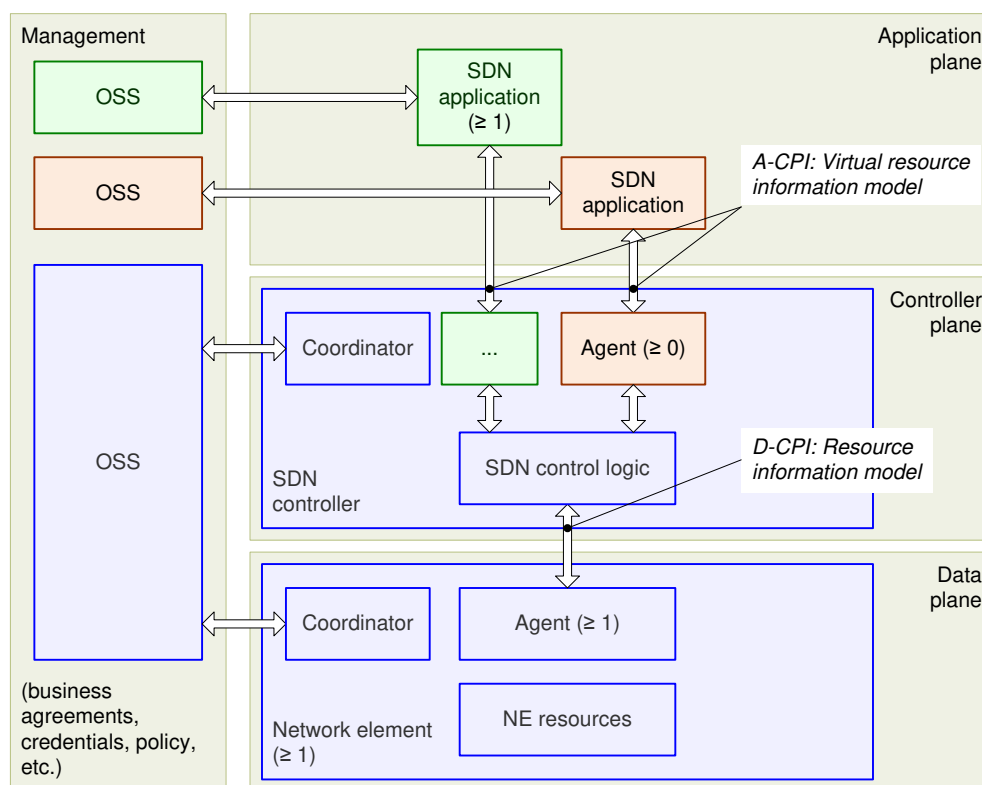 Management
OSS
OSS
OSS
(business
agreements,
credentials, policy,
etc.)
Application
plane
SDN
application
(≥ 1)
SDN
application
A-CPI: Virtual resource
information model
Controller
plane
Coordinator
...
Agent (≥ 0)
SDN control logic
SDN
controller
D-CPI: Resource
information model
Data
plane
Coordinator
Agent (≥ 1)
NE resources
Network element
(≥ 1)